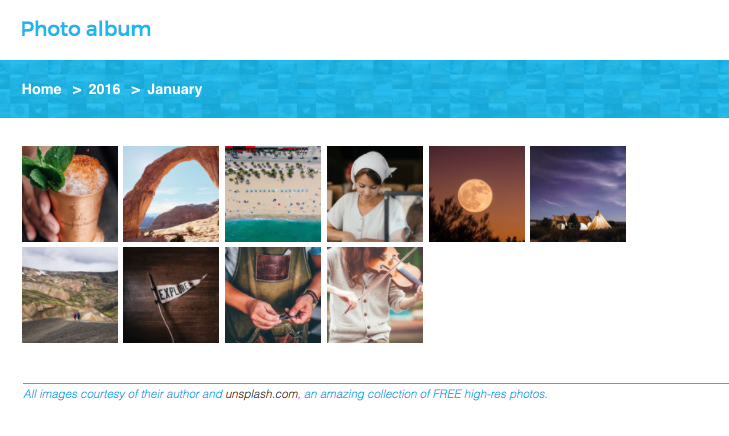 Photo album
Home > 2016 > January
EXPLORE
All images courtesy of their author and unsplash.com, an amazing collection of FREE high-res photos.